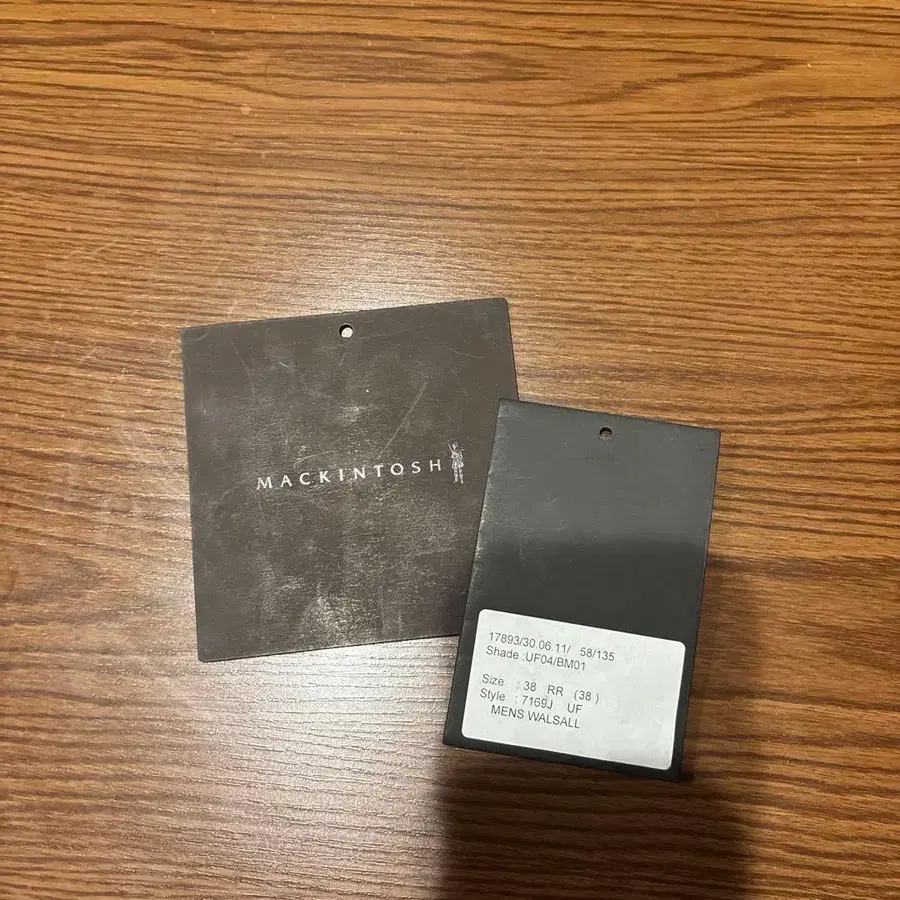 MACKINTOSH
17893/30.06.11/ 58/135
Shade :UF04/BM01
Size : 38 RR (38 )
Style : 7169J UF
MENS WALSALL